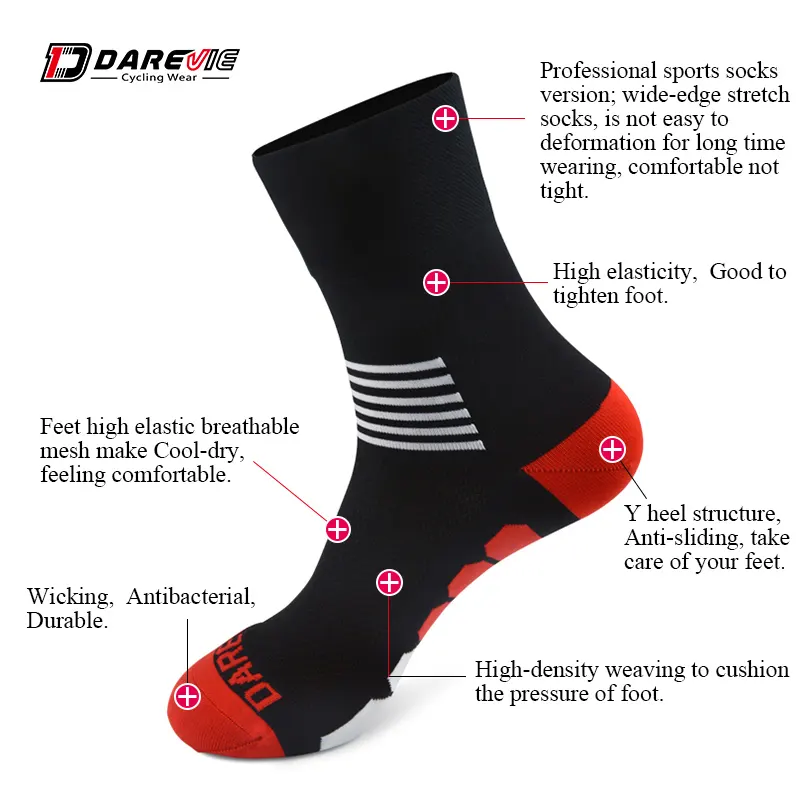 DAREVIE
Cycling Wear
Professional sports socks
version; wide-edge stretch
socks, is not easy to
deformation for long time
wearing, comfortable not
tight.
High elasticity, Good to
tighten foot.
Feet high elastic breathable
mesh make Cool-dry,
feeling comfortable.
Y heel structure,
Anti-sliding, take
care of your feet.
Wicking, Antibacterial,
Durable.
DARE
High-density weaving to cushion
the pressure of foot.